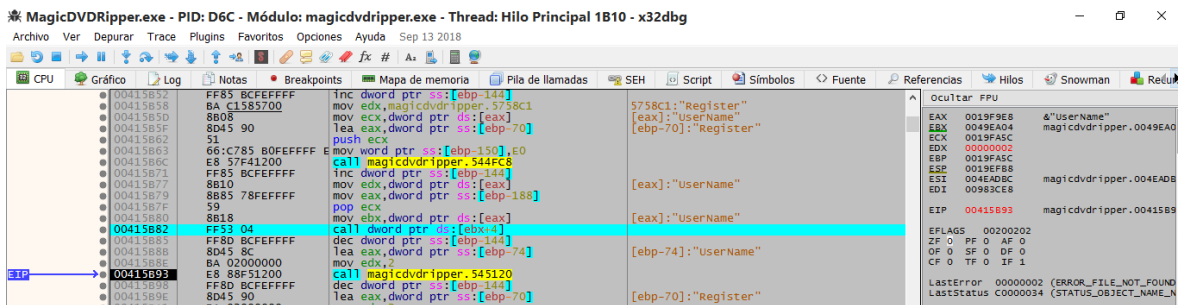 MagicDVDRipper.exe - PID: D6C - Módulo: magicdvdripper.exe - Thread: Hilo Principal 1B10 - x32dbg
Archivo Ver Depurar Trace Plugins Favoritos Opciones Ayuda Sep 13 2018
CPU Gráfico Log Notas Breakpoints Mapa de memoria Pila de llamadas SEH Script Símbolos Fuente Referencias Hilos Snowman
00415B52 FF85 BCFEFFFF inc dword ptr ss:[ebp-144]
00415B58 BA C1585700 mov edx,magicdvdripper.5758C1 5758C1:"Register"
00415B5D 8B08 mov ecx,dword ptr ds:[eax] [eax]:"UserName"
00415B5F 8D45 90 lea eax,dword ptr ss:[ebp-70] [ebp-70]:"Register"
00415B62 51 push ecx
00415B63 66:C785 B0FEFFFF E mov word ptr ss:[ebp-150],E0
00415B6C E8 57F41200 call magicdvdripper.544FC8
00415B71 FF85 BCFEFFFF inc dword ptr ss:[ebp-144]
00415B77 8B10 mov edx,dword ptr ds:[eax] [eax]:"UserName"
00415B79 8B85 78FEFFFF mov eax,dword ptr ss:[ebp-188]
00415B7F 59 pop ecx
00415B80 8B18 mov ebx,dword ptr ds:[eax] [eax]:"UserName"
00415B82 FF53 04 call dword ptr ds:[ebx+4]
00415B85 FF8D BCFEFFFF dec dword ptr ss:[ebp-144]
00415B8B 8D45 8C lea eax,dword ptr ss:[ebp-74] [ebp-74]:"UserName"
00415B8E BA 02000000 mov edx,2
EIP 00415B93 E8 88F51200 call magicdvdripper.545120
00415B98 FF8D BCFEFFFF dec dword ptr ss:[ebp-144]
00415B9E 8D45 90 lea eax,dword ptr ss:[ebp-70] [ebp-70]:"Register"
Ocultar FPU
EAX 0019F9E8 &"UserName"
EBX 0049EA04 magicdvdripper.0049EA0
ECX 0019FA5C
EDX 00000002
EBP 0019FA5C
ESP 0019EFB8
ESI 004EADBC magicdvdripper.004EADB
EDI 00983CE8
EIP 00415B93 magicdvdripper.00415B9
EFLAGS 00200202
ZF 0 PF 0 AF 0
OF 0 SF 0 DF 0
CF 0 TF 0 IF 1
LastError 00000002 (ERROR_FILE_NOT_FOUND
LastStatus C0000034 (STATUS_OBJECT_NAME_N